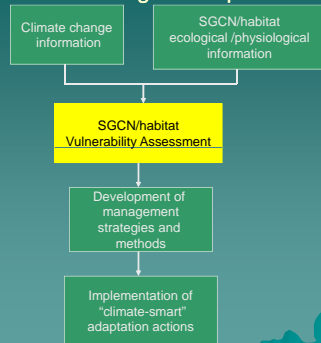 Climate change
information
SGCN/habitat
ecological /physiological
information
SGCN/habitat
Vulnerability Assessment
Development of
management
strategies and
methods
Implementation of
“climate-smart”
adaptation actions